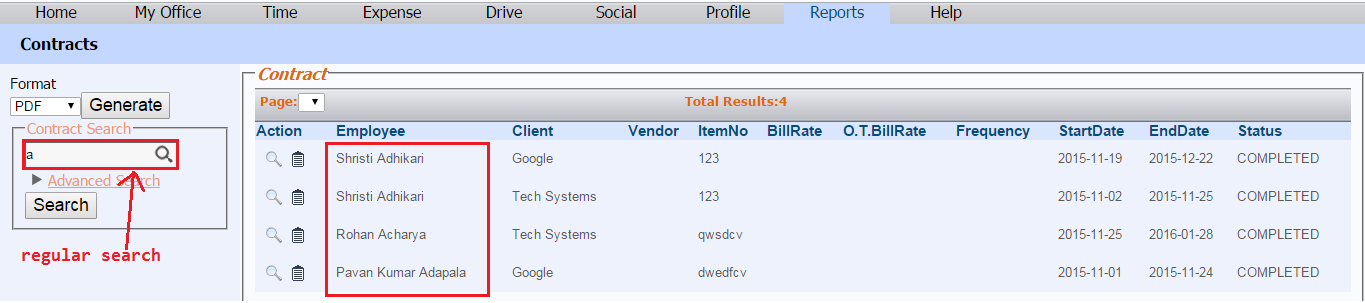 Home My Office Time Expense Drive Social Profile Reports Help
Contracts
Format
PDF Generate
Contract Search
a
Advanced Search
Search
regular search
Contract
Page: Total Results:4
Action Employee Client Vendor ItemNo BillRate O.T.BillRate Frequency StartDate EndDate Status
Shristi Adhikari Google 123 2015-11-19 2015-12-22 COMPLETED
Shristi Adhikari Tech Systems 123 2015-11-02 2015-11-25 COMPLETED
Rohan Acharya Tech Systems qwsdcv 2015-11-25 2016-01-28 COMPLETED
Pavan Kumar Adapala Google dwedfcv 2015-11-01 2015-11-24 COMPLETED